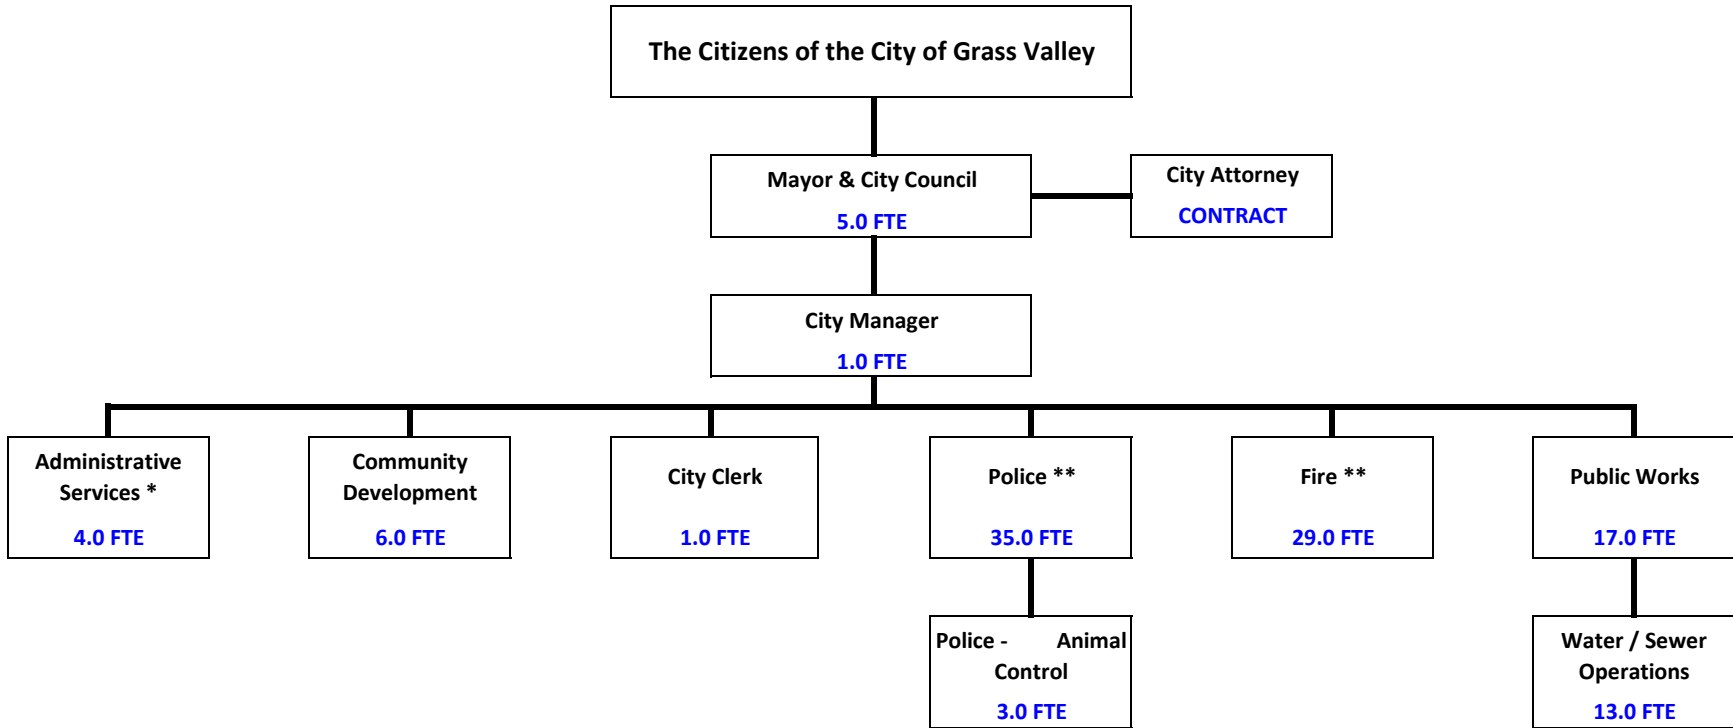 The Citizens of the City of Grass Valley
Mayor & City Council
5.0 FTE
City Attorney
CONTRACT
City Manager
1.0 FTE
Administrative
Services *
4.0 FTE
Community
Development
6.0 FTE
City Clerk
1.0 FTE
Police **
35.0 FTE
Fire **
29.0 FTE
Public Works
17.0 FTE
Police - Animal
Control
3.0 FTE
Water / Sewer
Operations
13.0 FTE